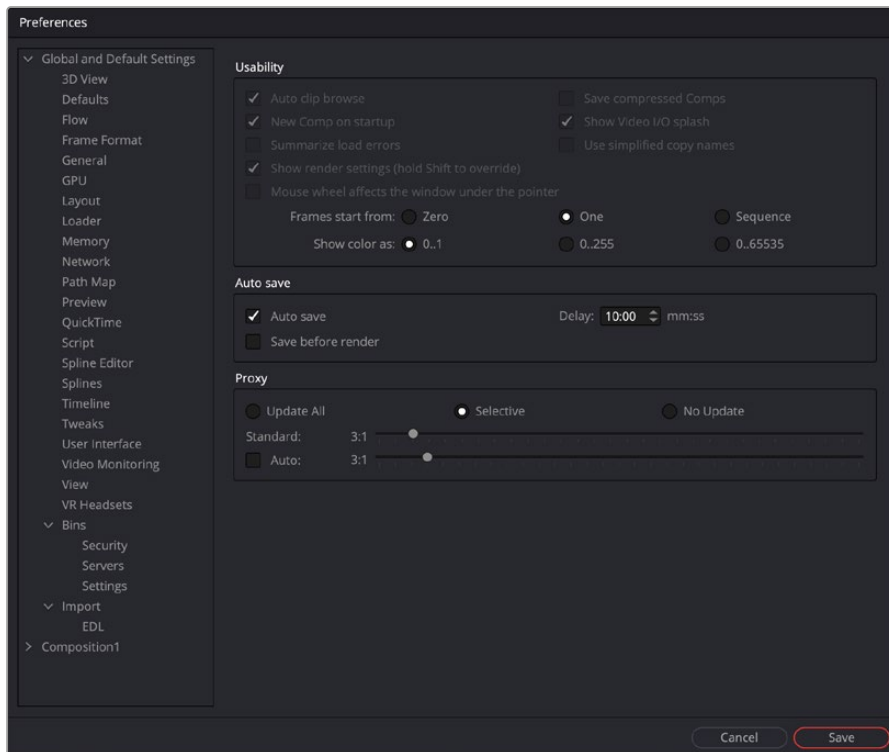 Preferences
Global and Default Settings
3D View
Defaults
Flow
Frame Format
General
GPU
Layout
Loader
Memory
Network
Path Map
Preview
QuickTime
Script
Spline Editor
Splines
Timeline
Tweaks
User Interface
Video Monitoring
View
VR Headsets
Bins
Security
Servers
Settings
Import
EDL
Composition1
Usability
Auto clip browse Save compressed Comps
New Comp on startup Show Video I/O splash
Summarize load errors Use simplified copy names
Show render settings (hold Shift to override)
Mouse wheel affects the window under the pointer
Frames start from: Zero One Sequence
Show color as: 0..1 0..255 0..65535
Auto save
Auto save Delay: 10:00 mm:ss
Save before render
Proxy
Update All Selective No Update
Standard: 3:1
Auto: 3:1
Cancel Save